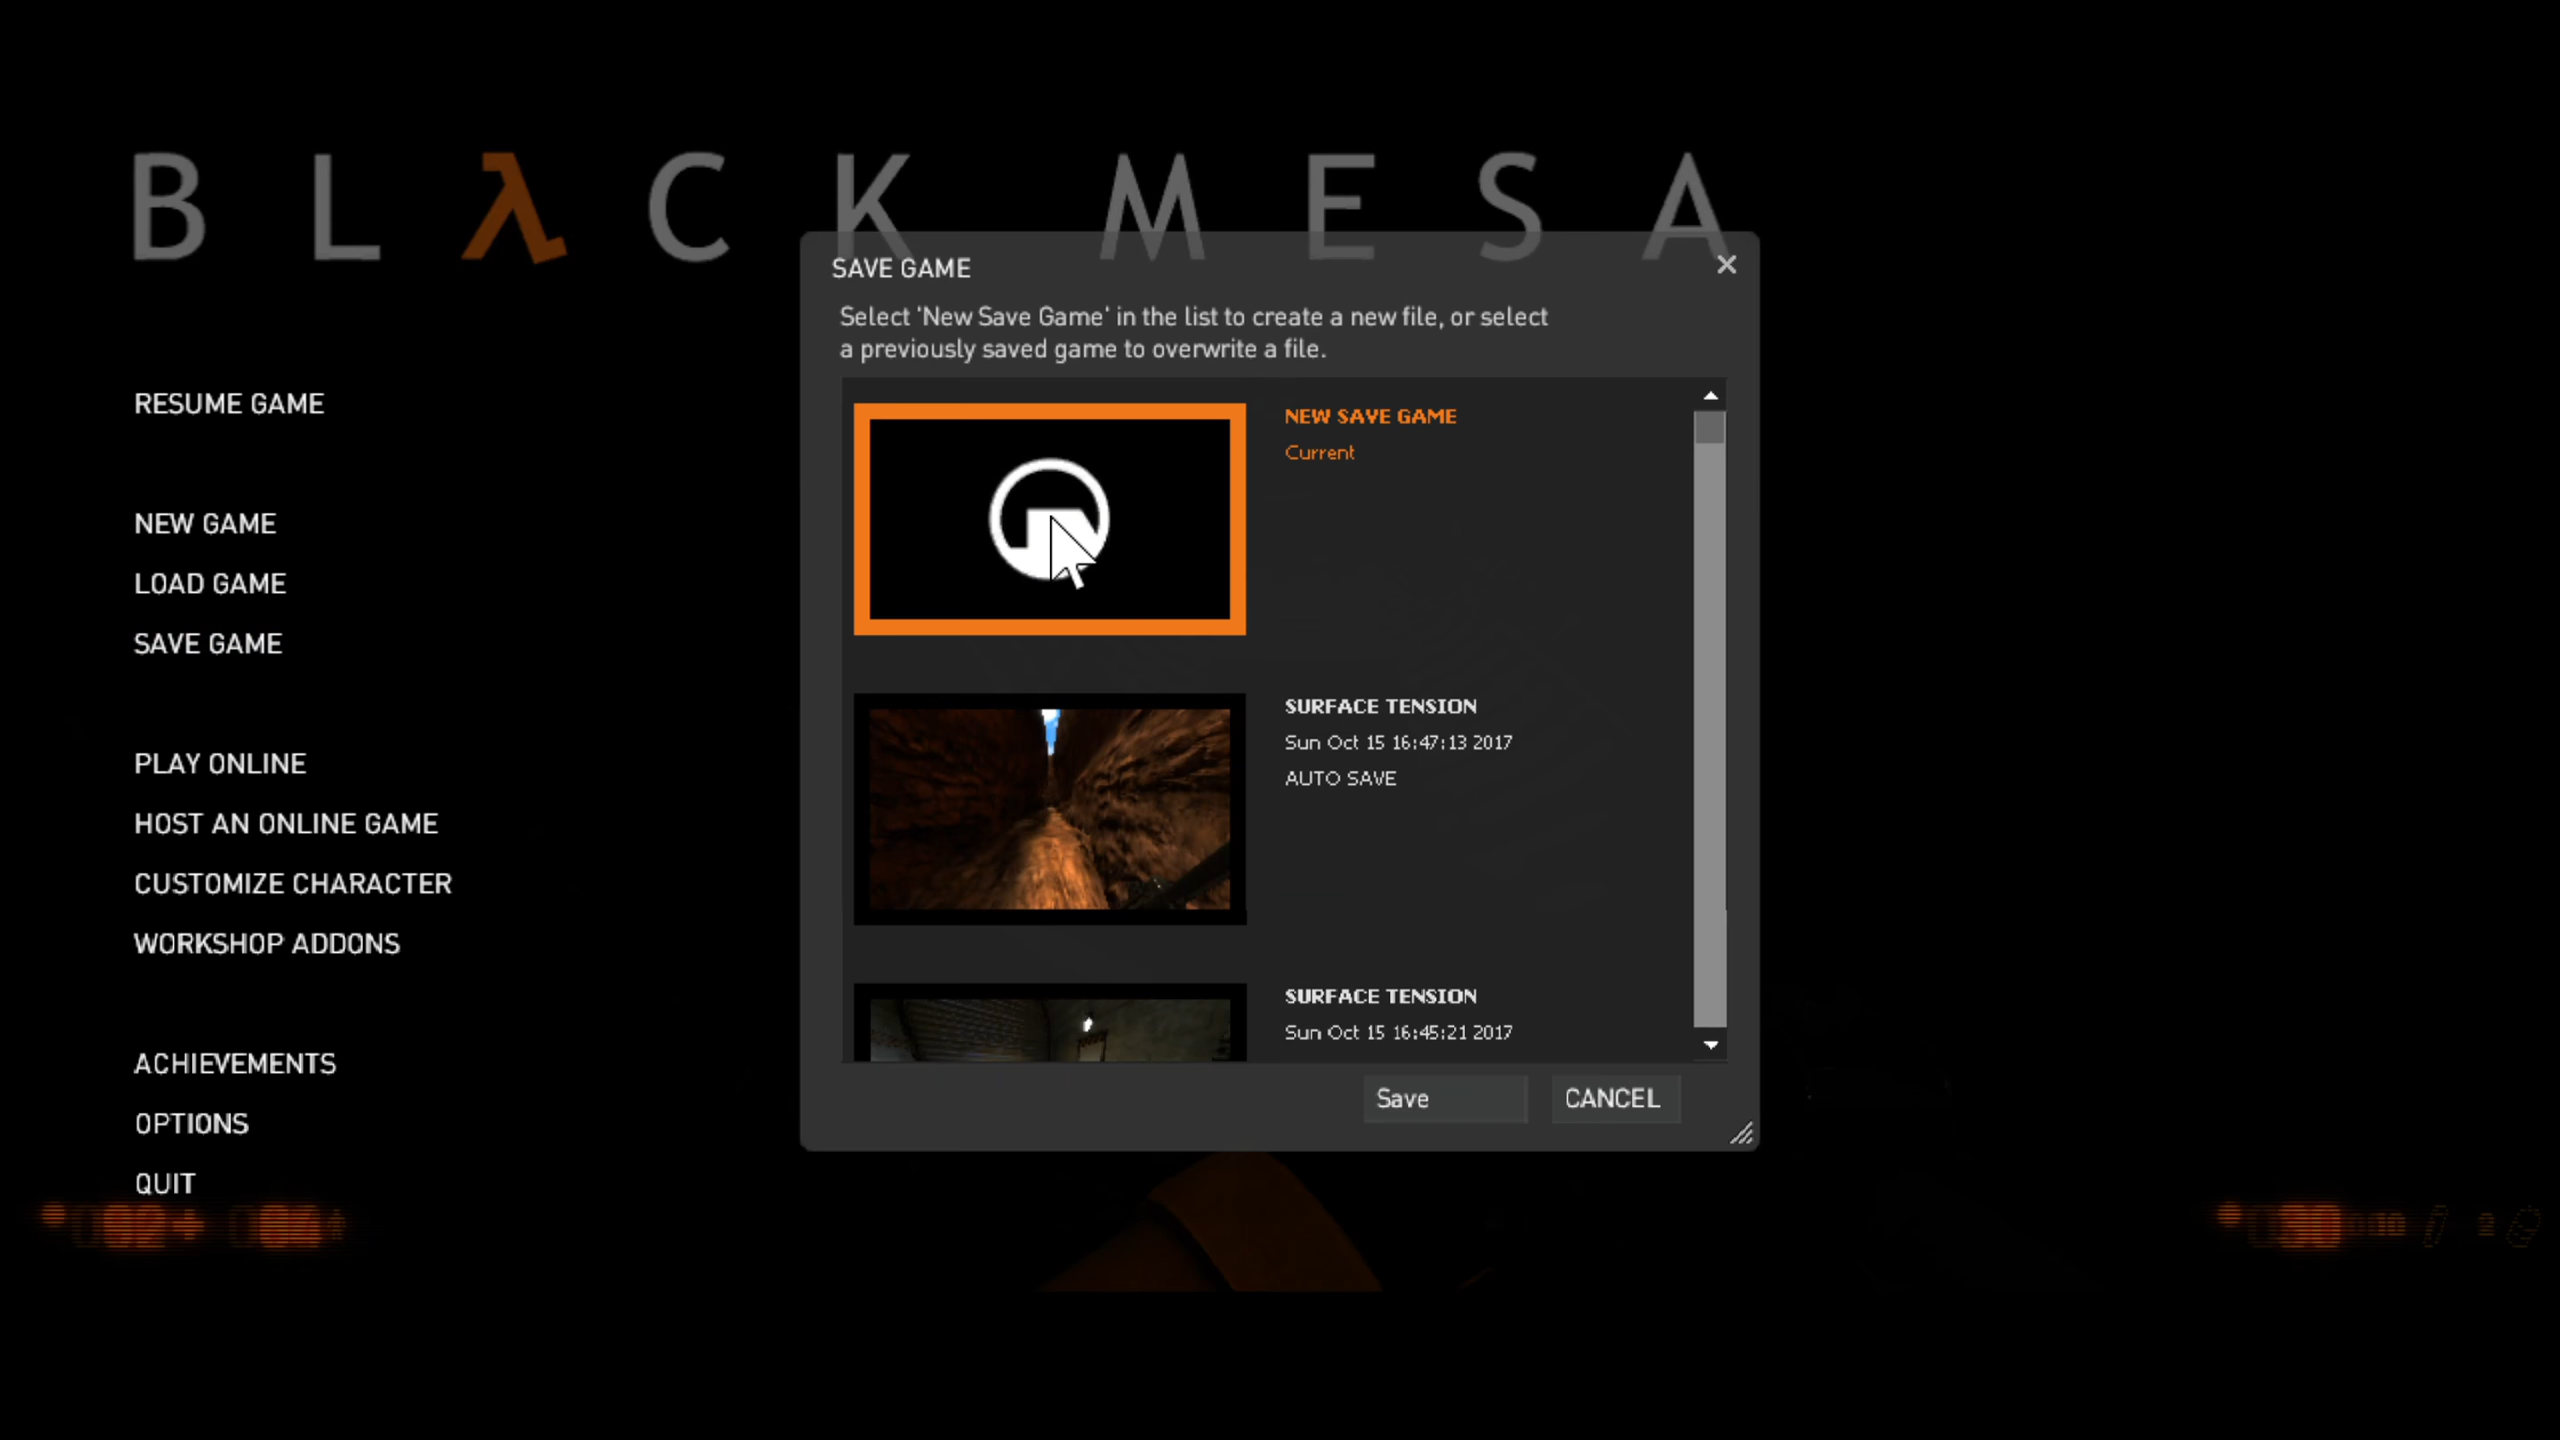 BLλCK MESA
SAVE GAME
Select 'New Save Game' in the list to create a new file, or select
a previously saved game to overwrite a file.
RESUME GAME
NEW GAME
LOAD GAME
SAVE GAME
PLAY ONLINE
HOST AN ONLINE GAME
CUSTOMIZE CHARACTER
WORKSHOP ADDONS
ACHIEVEMENTS
OPTIONS
QUIT
NEW SAVE GAME
Current
SURFACE TENSION
Sun Oct 15 16:47:13 2017
AUTO SAVE
SURFACE TENSION
Sun Oct 15 16:45:21 2017
Save
CANCEL